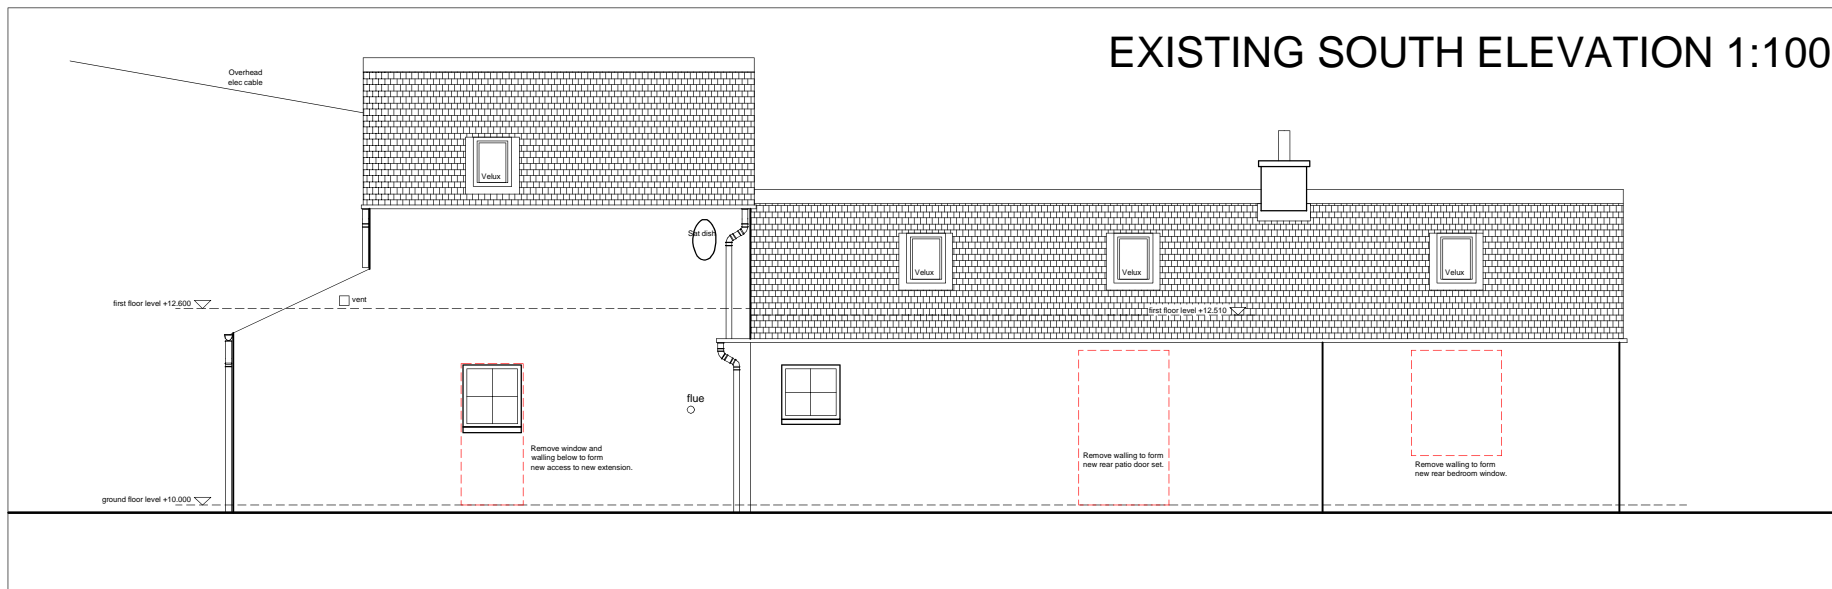 EXISTING SOUTH ELEVATION 1:100
Overhead
elec cable
Velux
Sat dish
Velux
Velux
Velux
vent
first floor level +12.600
first floor level +12.510
flue
Remove window and
walling below to form
new access to new extension.
Remove walling to form
new rear patio door set.
Remove walling to form
new rear bedroom window.
ground floor level +10.000